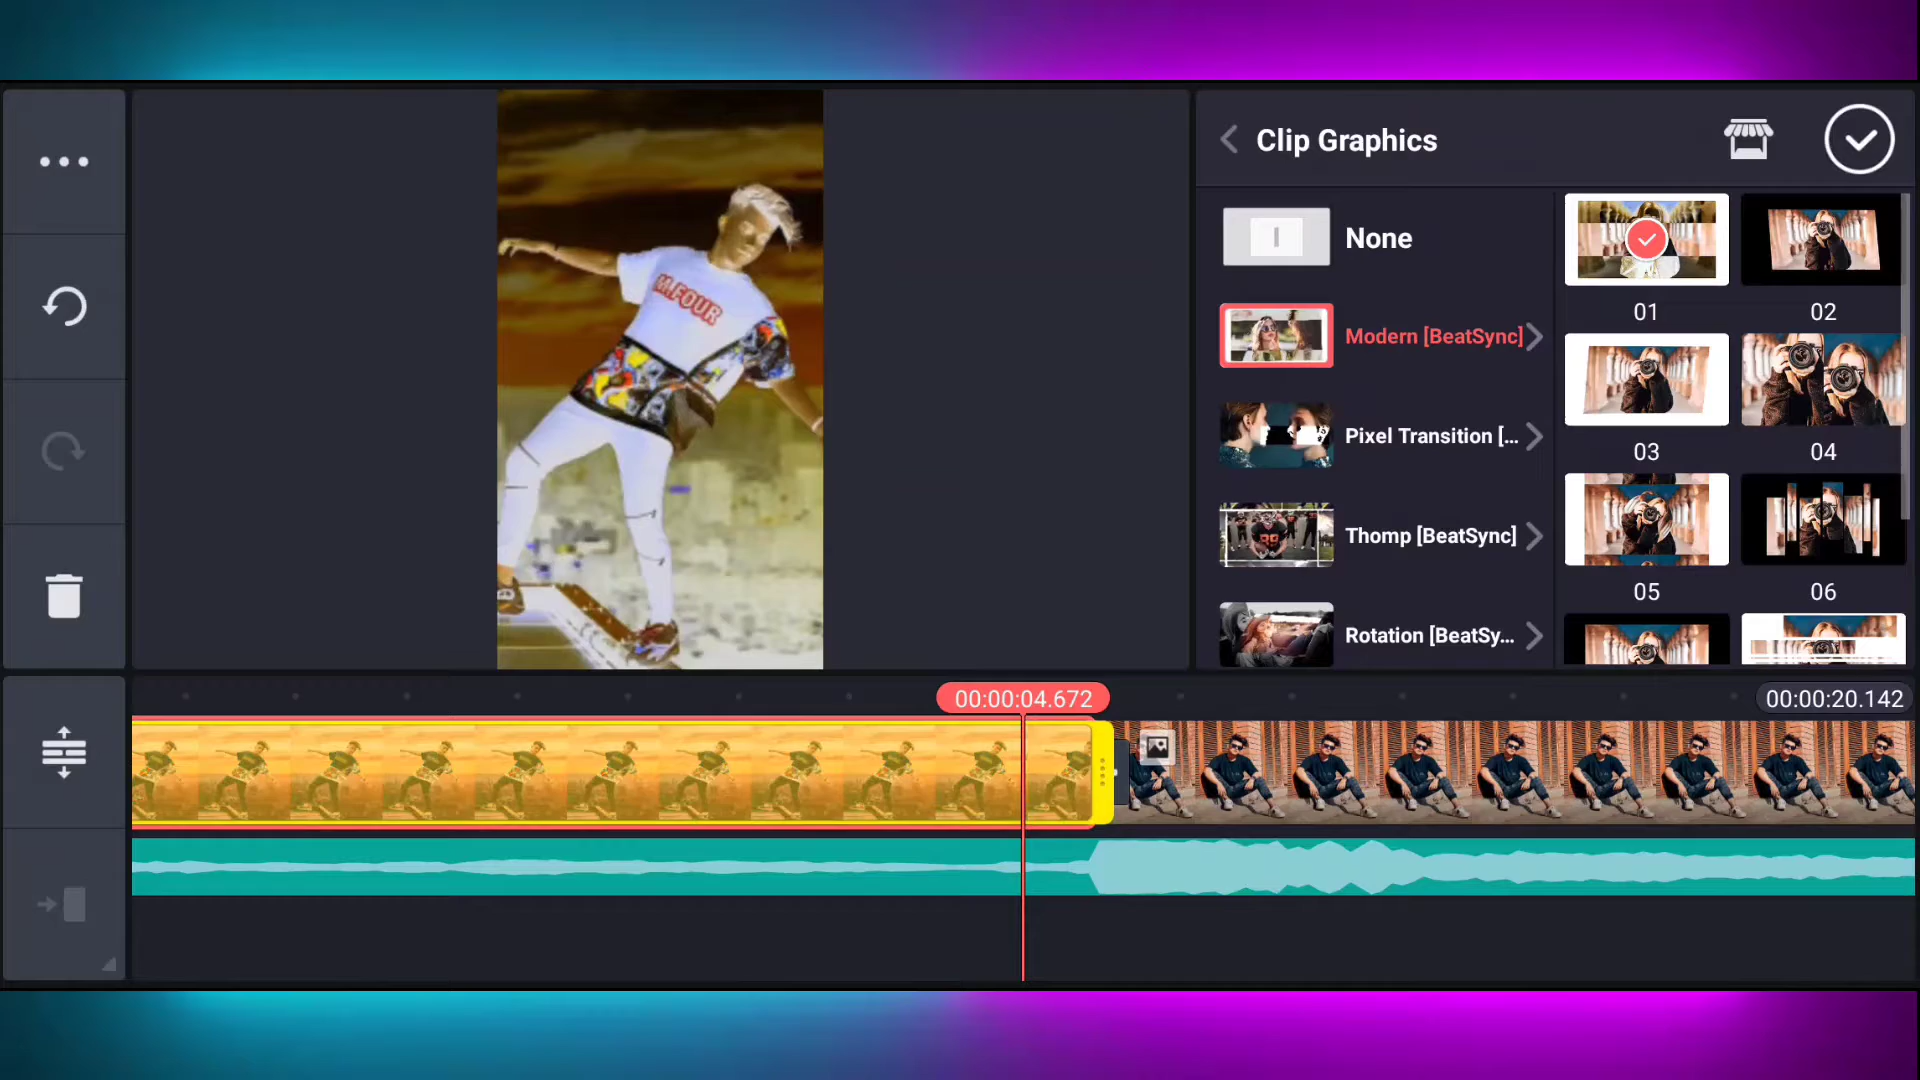 Clip Graphics
None
Modern [BeatSync]
Pixel Transition [...
Thomp [BeatSync]
Rotation [BeatSy...
01
02
03
04
05
06
M.FOUR
00:00:04.672
00:00:20.142